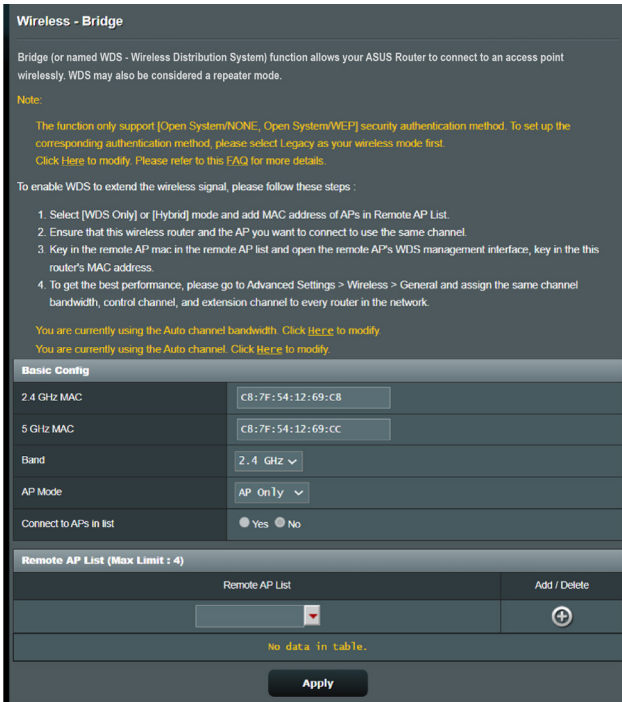 Wireless - Bridge
Bridge (or named WDS - Wireless Distribution System) function allows your ASUS Router to connect to an access point
wirelessly. WDS may also be considered a repeater mode.
Note:
The function only support [Open System/NONE, Open System/WEP] security authentication method. To set up the
corresponding authentication method, please select Legacy as your wireless mode first.
Click Here to modify. Please refer to this FAQ for more details.
To enable WDS to extend the wireless signal, please follow these steps :
1. Select [WDS Only] or [Hybrid] mode and add MAC address of APs in Remote AP List.
2. Ensure that this wireless router and the AP you want to connect to use the same channel.
3. Key in the remote AP mac in the remote AP list and open the remote AP's WDS management interface, key in the this
router's MAC address.
4. To get the best performance, please go to Advanced Settings > Wireless > General and assign the same channel
bandwidth, control channel, and extension channel to every router in the network.
You are currently using the Auto channel bandwidth. Click Here to modify.
You are currently using the Auto channel. Click Here to modify.
Basic Config
2.4 GHz MAC C8:7F:54:12:69:C8
5 GHz MAC C8:7F:54:12:69:CC
Band 2.4 GHz
AP Mode AP Only
Connect to APs in list Yes No
Remote AP List (Max Limit : 4)
Remote AP List Add / Delete
No data in table.
Apply